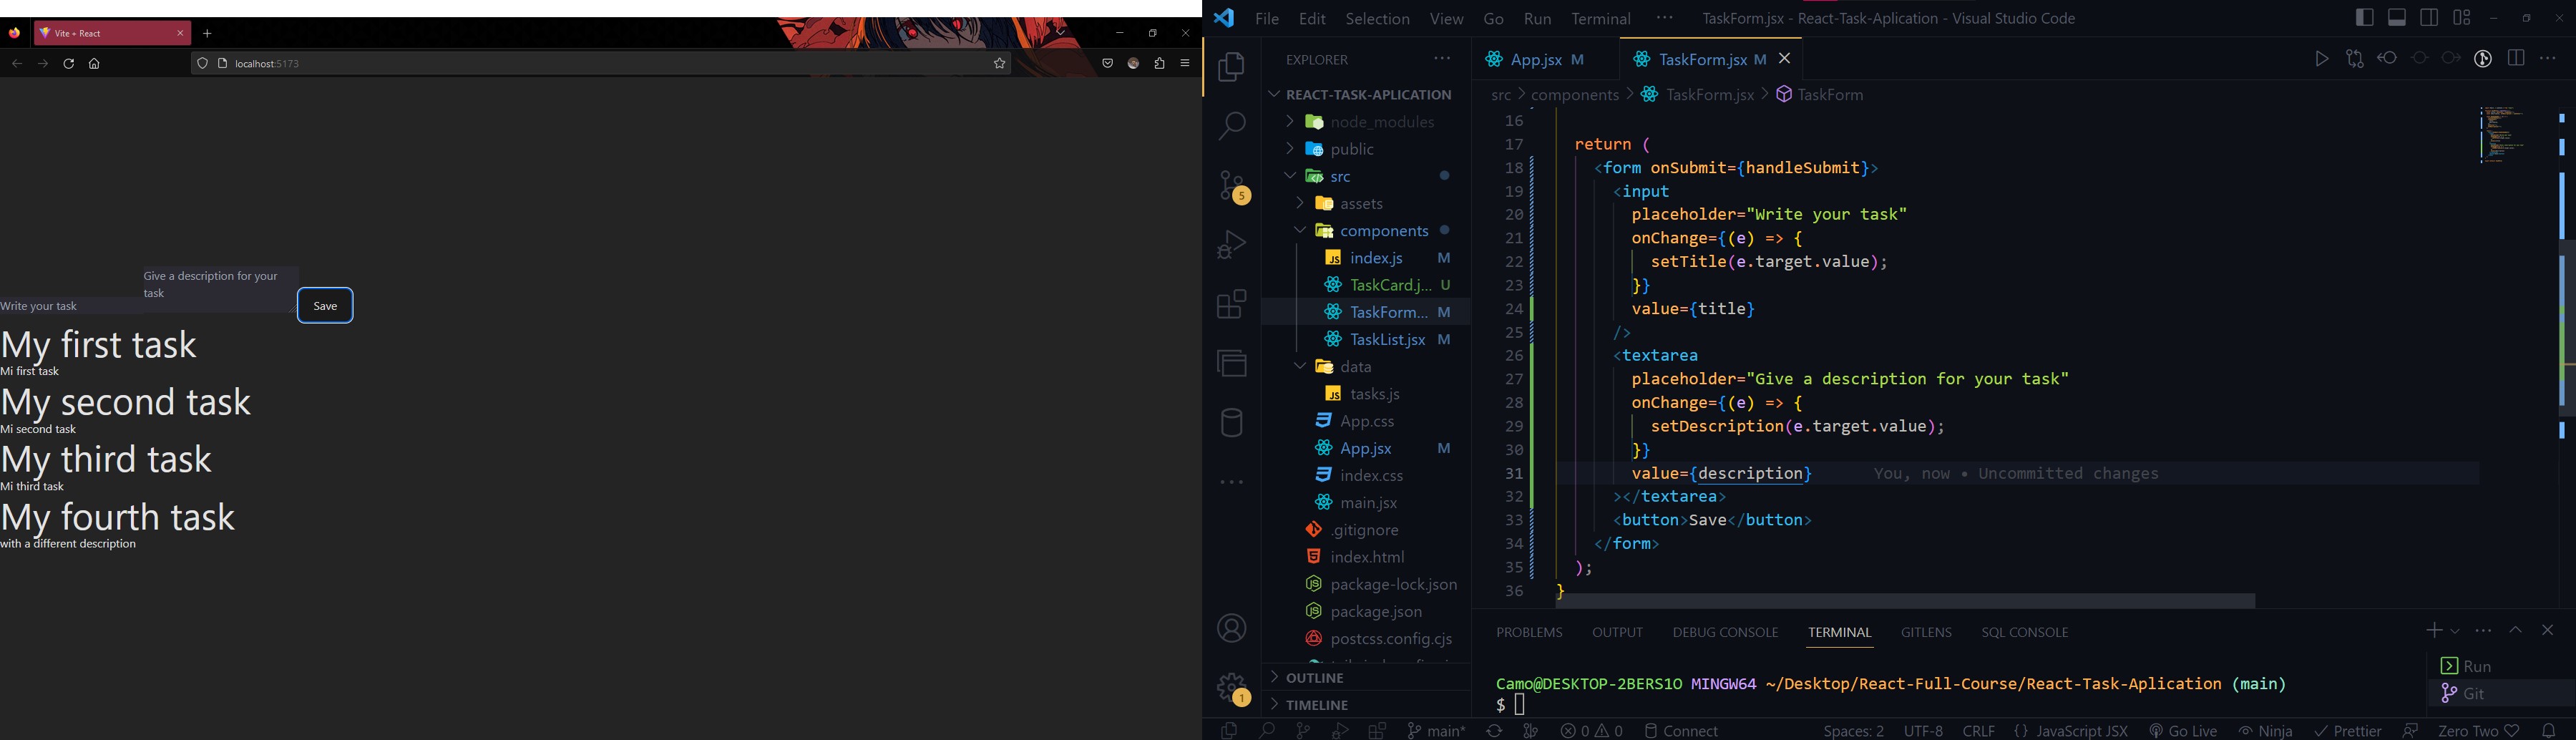 Vite + React
localhost:5173
Give a description for your
task
Write your task
Save
My first task
Mi first task
My second task
Mi second task
My third task
Mi third task
My fourth task
with a different description
File Edit Selection View Go Run Terminal ··· TaskForm.jsx - React-Task-Aplication - Visual Studio Code
EXPLORER ···
REACT-TASK-APLICATION
node_modules
public
src
assets
components
index.js M
TaskCard.j... U
TaskForm... M
TaskList.jsx M
data
tasks.js
App.css
App.jsx M
index.css
main.jsx
.gitignore
index.html
package-lock.json
package.json
postcss.config.cjs
OUTLINE
TIMELINE
5
1
App.jsx M TaskForm.jsx M
src > components > TaskForm.jsx > TaskForm
16
17 return (
18 <form onSubmit={handleSubmit}>
19 <input
20 placeholder="Write your task"
21 onChange={(e) => {
22 setTitle(e.target.value);
23 }}
24 value={title}
25 />
26 <textarea
27 placeholder="Give a description for your task"
28 onChange={(e) => {
29 setDescription(e.target.value);
30 }}
31 value={description} You, now • Uncommitted changes
32 ></textarea>
33 <button>Save</button>
34 </form>
35 );
36 }
PROBLEMS OUTPUT DEBUG CONSOLE TERMINAL GITLENS SQL CONSOLE
Camo@DESKTOP-2BERS1O MINGW64 ~/Desktop/React-Full-Course/React-Task-Aplication (main)
$
Run
Git
main* 0 0 Connect Spaces: 2 UTF-8 CRLF {} JavaScript JSX Go Live Ninja Prettier Zero Two